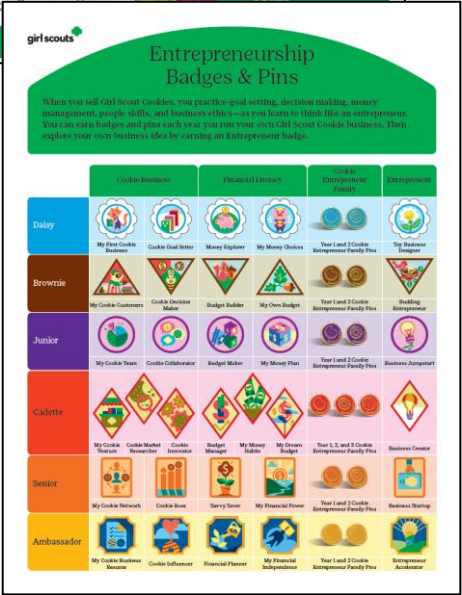 girl scouts
Entrepreneurship
Badges & Pins
When you sell Girl Scout Cookies, you practice-goal setting, decision making, money
management, people skills, and business ethics—as you learn to think like an entrepreneur.
You can earn badges and pins each year you run your own Girl Scout Cookie business. Then
explore your own business idea by earning an Entrepreneur badge.
Cookie Business
Financial Literacy
Cookie
Entrepreneur
Family
Entrepreneur
Daisy
My First Cookie
Business
Cookie Goal Setter
Money Explorer
My Money Choices
Year 1 and 2 Cookie
Entrepreneur Family Pins
Toy Business
Designer
Brownie
My Cookie Customers
Cookie Decision
Maker
Budget Builder
My Own Budget
Year 1 and 2 Cookie
Entrepreneur Family Pins
Budding
Entrepreneur
Junior
My Cookie Team
Cookie Collaborator
Budget Maker
My Money Plan
Year 1 and 2 Cookie
Entrepreneur Family Pins
Business Jumpstart
Cadette
My Cookie
Venture
Cookie Market
Researcher
Cookie
Innovator
Budget
Manager
My Money
Habits
My Dream
Budget
Year 1, 2, and 3 Cookie
Entrepreneur Family Pins
Business Creator
Senior
My Cookie Network
Cookie Boss
Savvy Saver
My Financial Power
Year 1 and 2 Cookie
Entrepreneur Family Pins
Business Startup
Ambassador
My Cookie Business
Resume
Cookie Influencer
Financial Planner
My Financial
Independence
Year 1 and 2 Cookie
Entrepreneur Family Pins
Entrepreneur
Accelerator